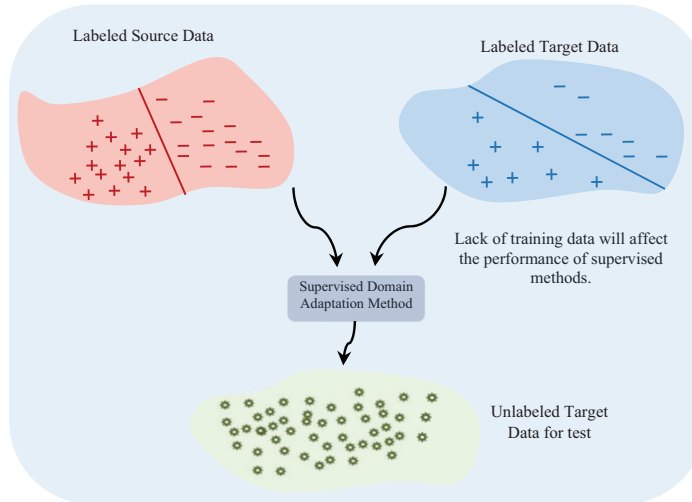 Labeled Source Data
Labeled Target Data
Lack of training data will affect
the performance of supervised
methods.
Supervised Domain
Adaptation Method
Unlabeled Target
Data for test